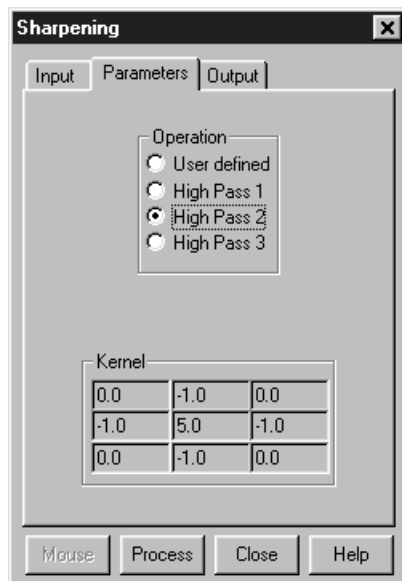 Sharpening
Input Parameters Output
Operation
User defined
High Pass 1
High Pass 2
High Pass 3
Kernel
0.0 -1.0 0.0
-1.0 5.0 -1.0
0.0 -1.0 0.0
Mouse Process Close Help